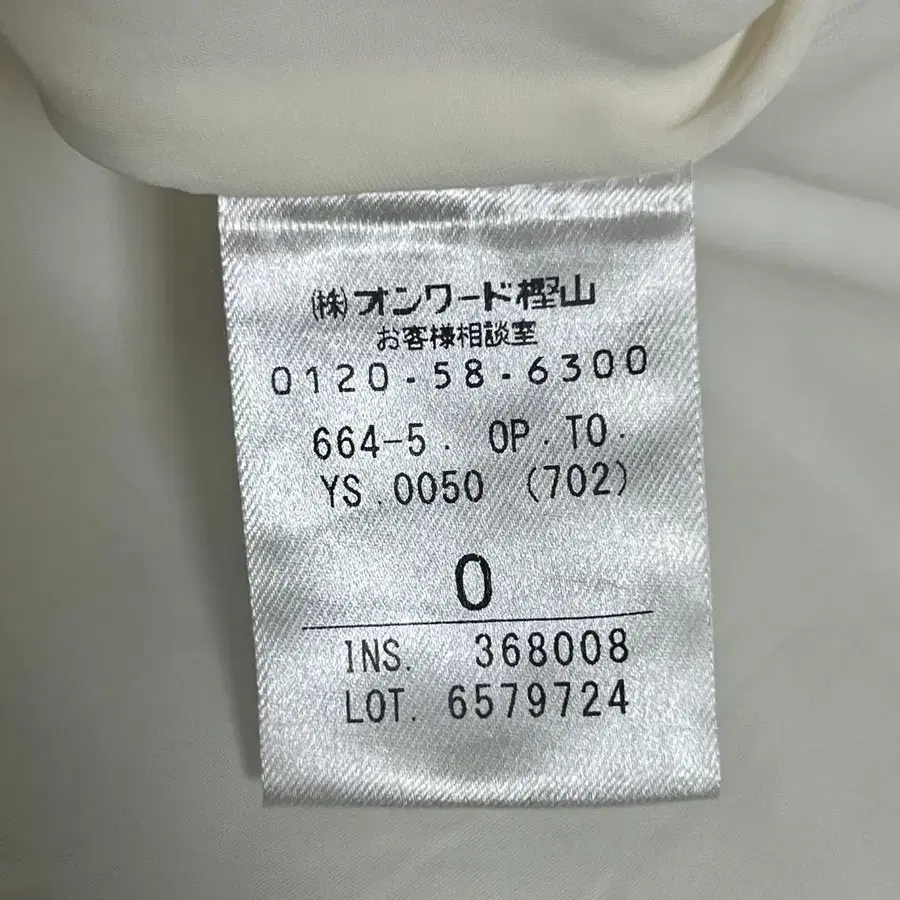 ㈱オンワード樫山
お客様相談室
0120-58-6300
664-5. OP.TO.
YS.0050 (702)
0
INS. 368008
LOT. 6579724